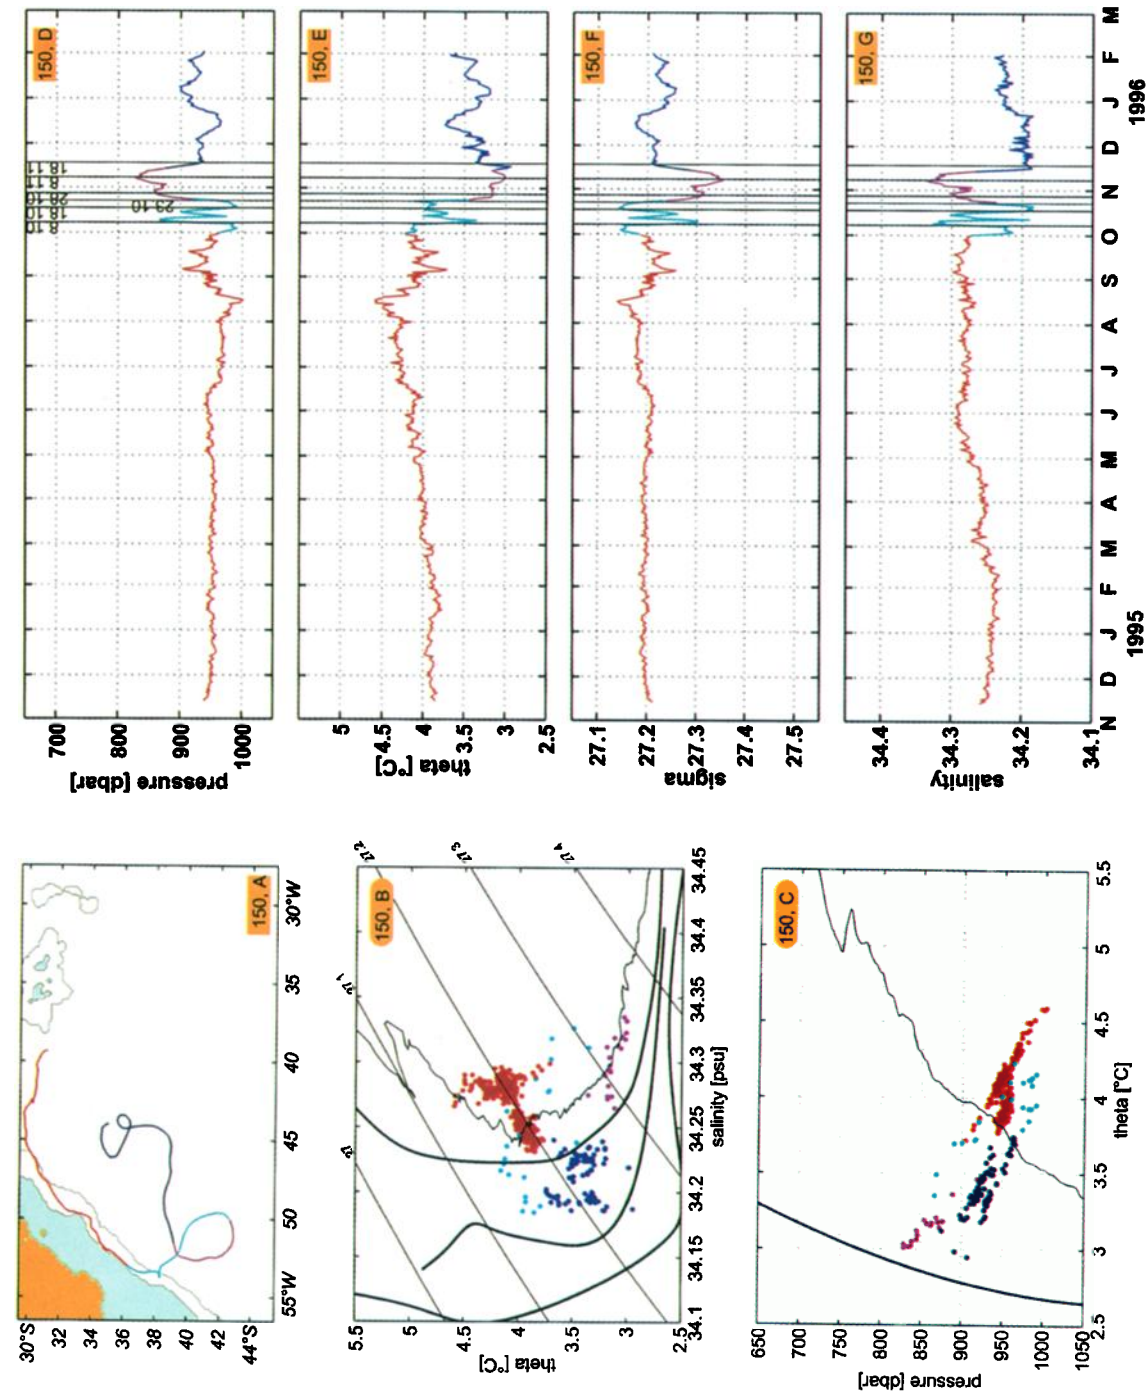 150, A
30°S
32
34
36
38
40
42
44°S
55°W 50 45 40 35 30°W
150, B
theta [°C]
5.5
5
4.5
4
3.5
3
2.5
34.1 34.15 34.2 34.25 34.3 34.35 34.4 34.45
salinity [psu]
27
27.1
27.2
27.3
27.4
150, C
pressure [dbar]
650
700
750
800
850
900
950
1000
1050
2.5 3 3.5 4 4.5 5 5.5
theta [°C]
150, D
pressure [dbar]
700
800
900
1000
8.10 18.10 23.10 28.10 8.11 18.11
150, E
theta [°C]
5
4.5
4
3.5
3
2.5
150, F
sigma
27.1
27.2
27.3
27.4
27.5
150, G
salinity
34.4
34.3
34.2
34.1
N D J F M A M J J A S O N D J F M
1995 1996